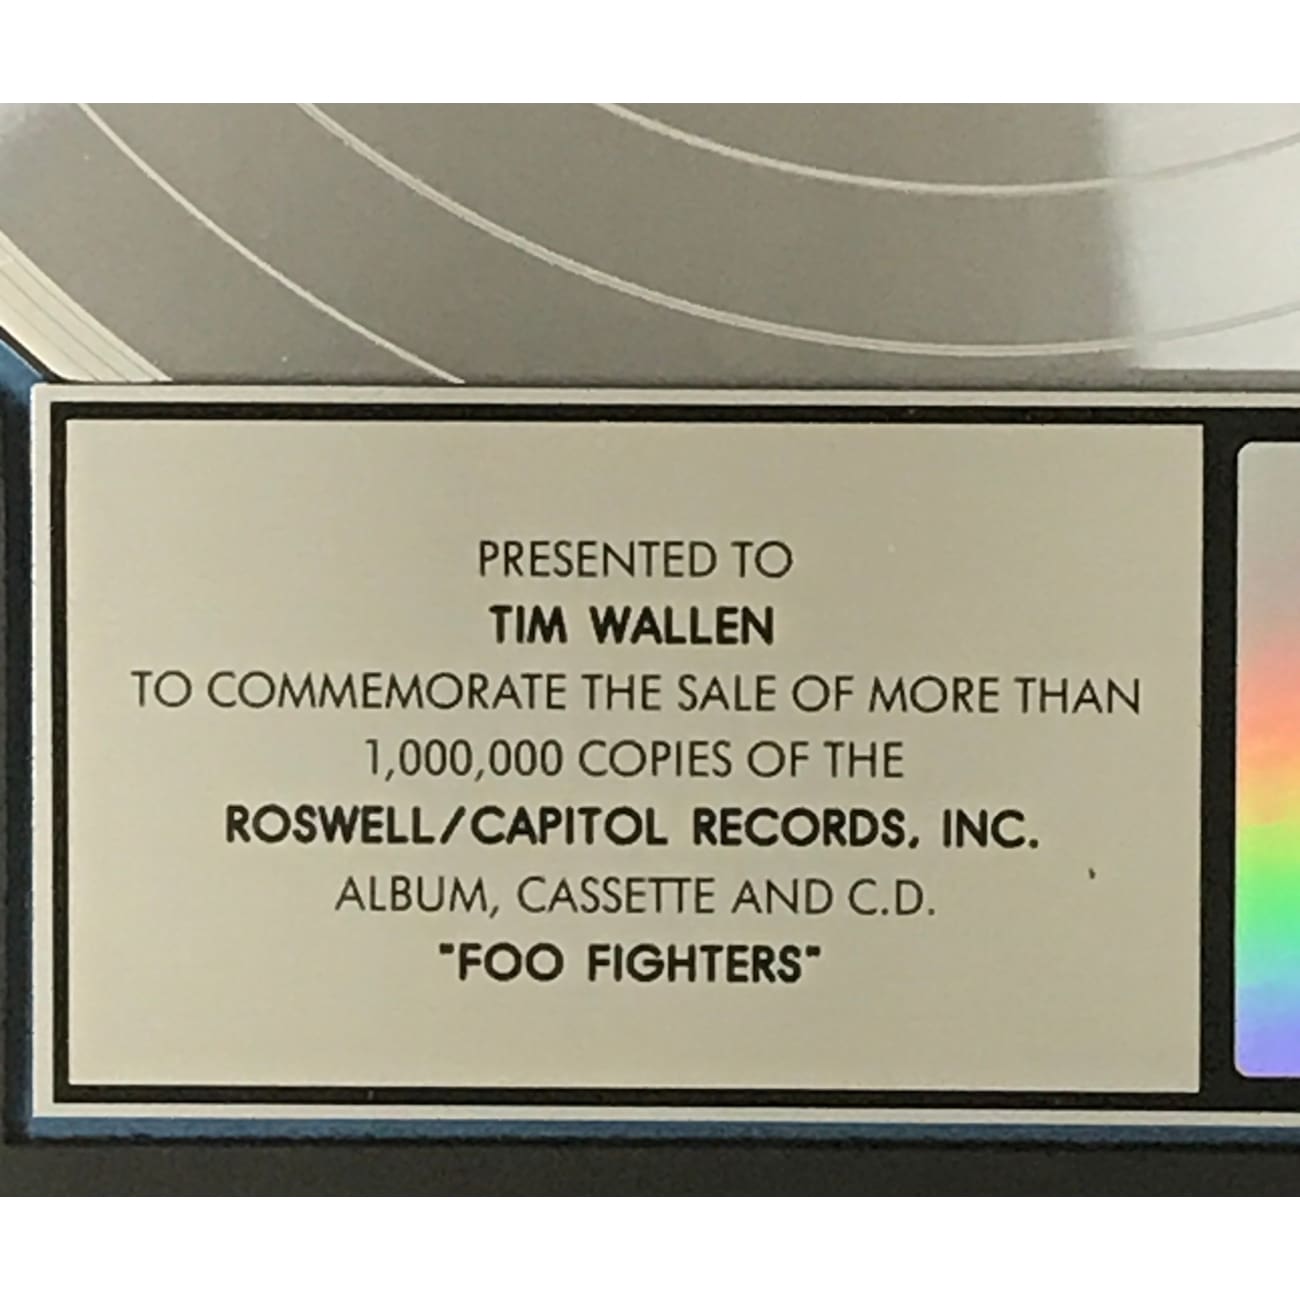 PRESENTED TO
TIM WALLEN
TO COMMEMORATE THE SALE OF MORE THAN
1,000,000 COPIES OF THE
ROSWELL/CAPITOL RECORDS, INC.
ALBUM, CASSETTE AND C.D.
"FOO FIGHTERS"